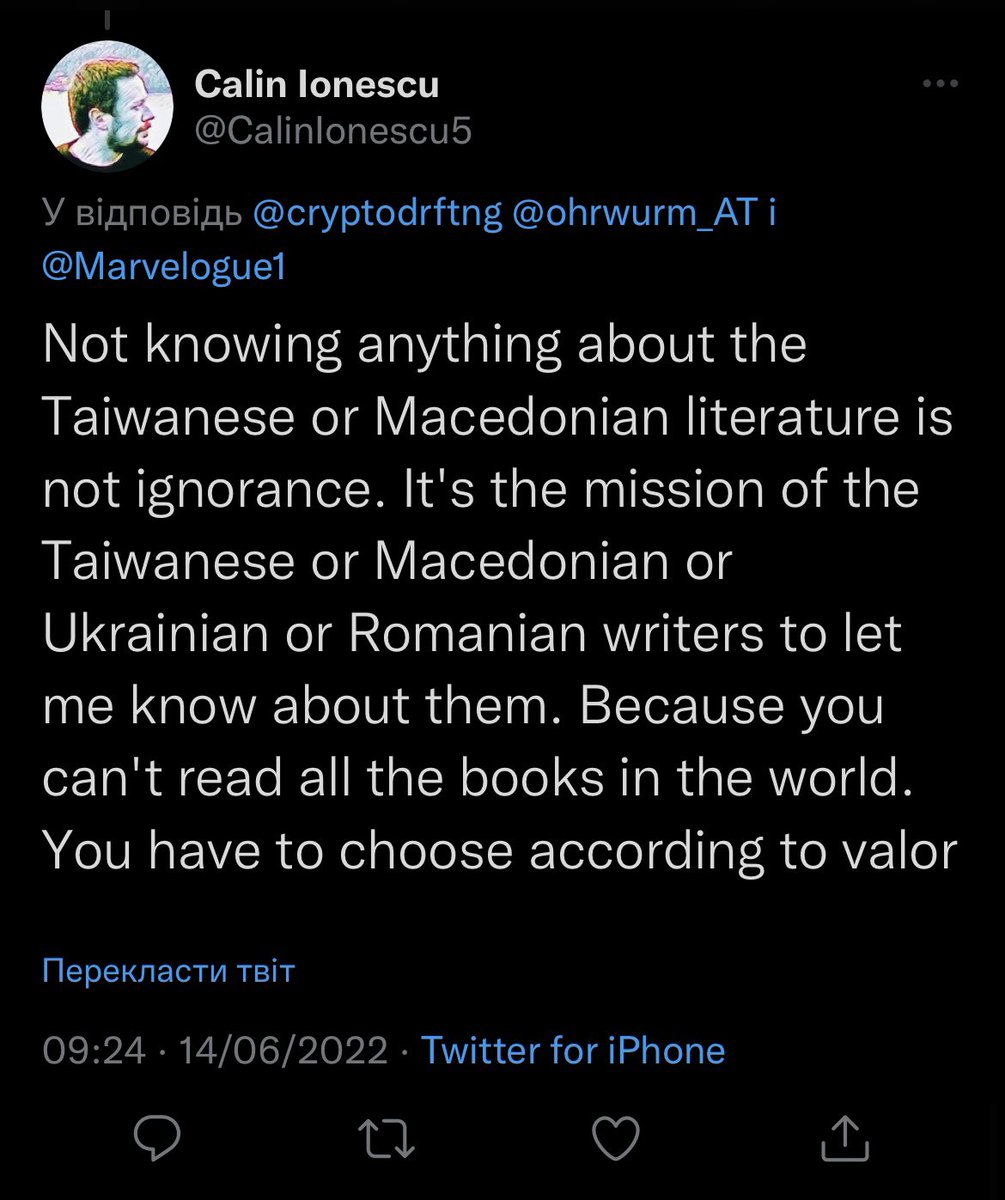 Calin Ionescu
@CalinIonescu5
У відповідь @cryptodrftng @ohrwurm_AT і
@Marvelogue1
Not knowing anything about the
Taiwanese or Macedonian literature is
not ignorance. It's the mission of the
Taiwanese or Macedonian or
Ukrainian or Romanian writers to let
me know about them. Because you
can't read all the books in the world.
You have to choose according to valor
Перекласти твіт
09:24 · 14/06/2022 · Twitter for iPhone